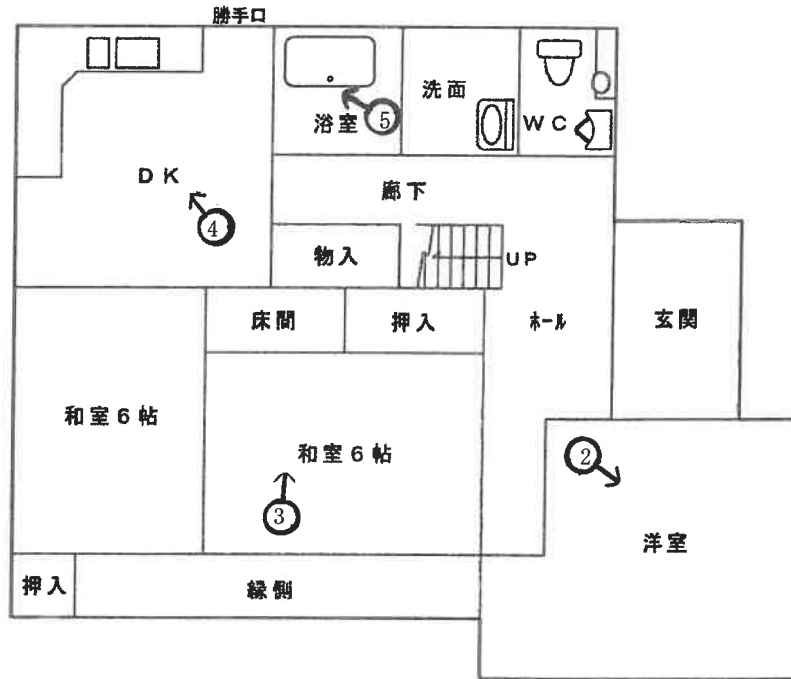 勝手口
洗面
浴室
⑤
WC
DK
廊下
④
物入
UP
床間
押入
ホール
玄関
和室6帖
和室6帖
②
③
洋室
押入
縁側